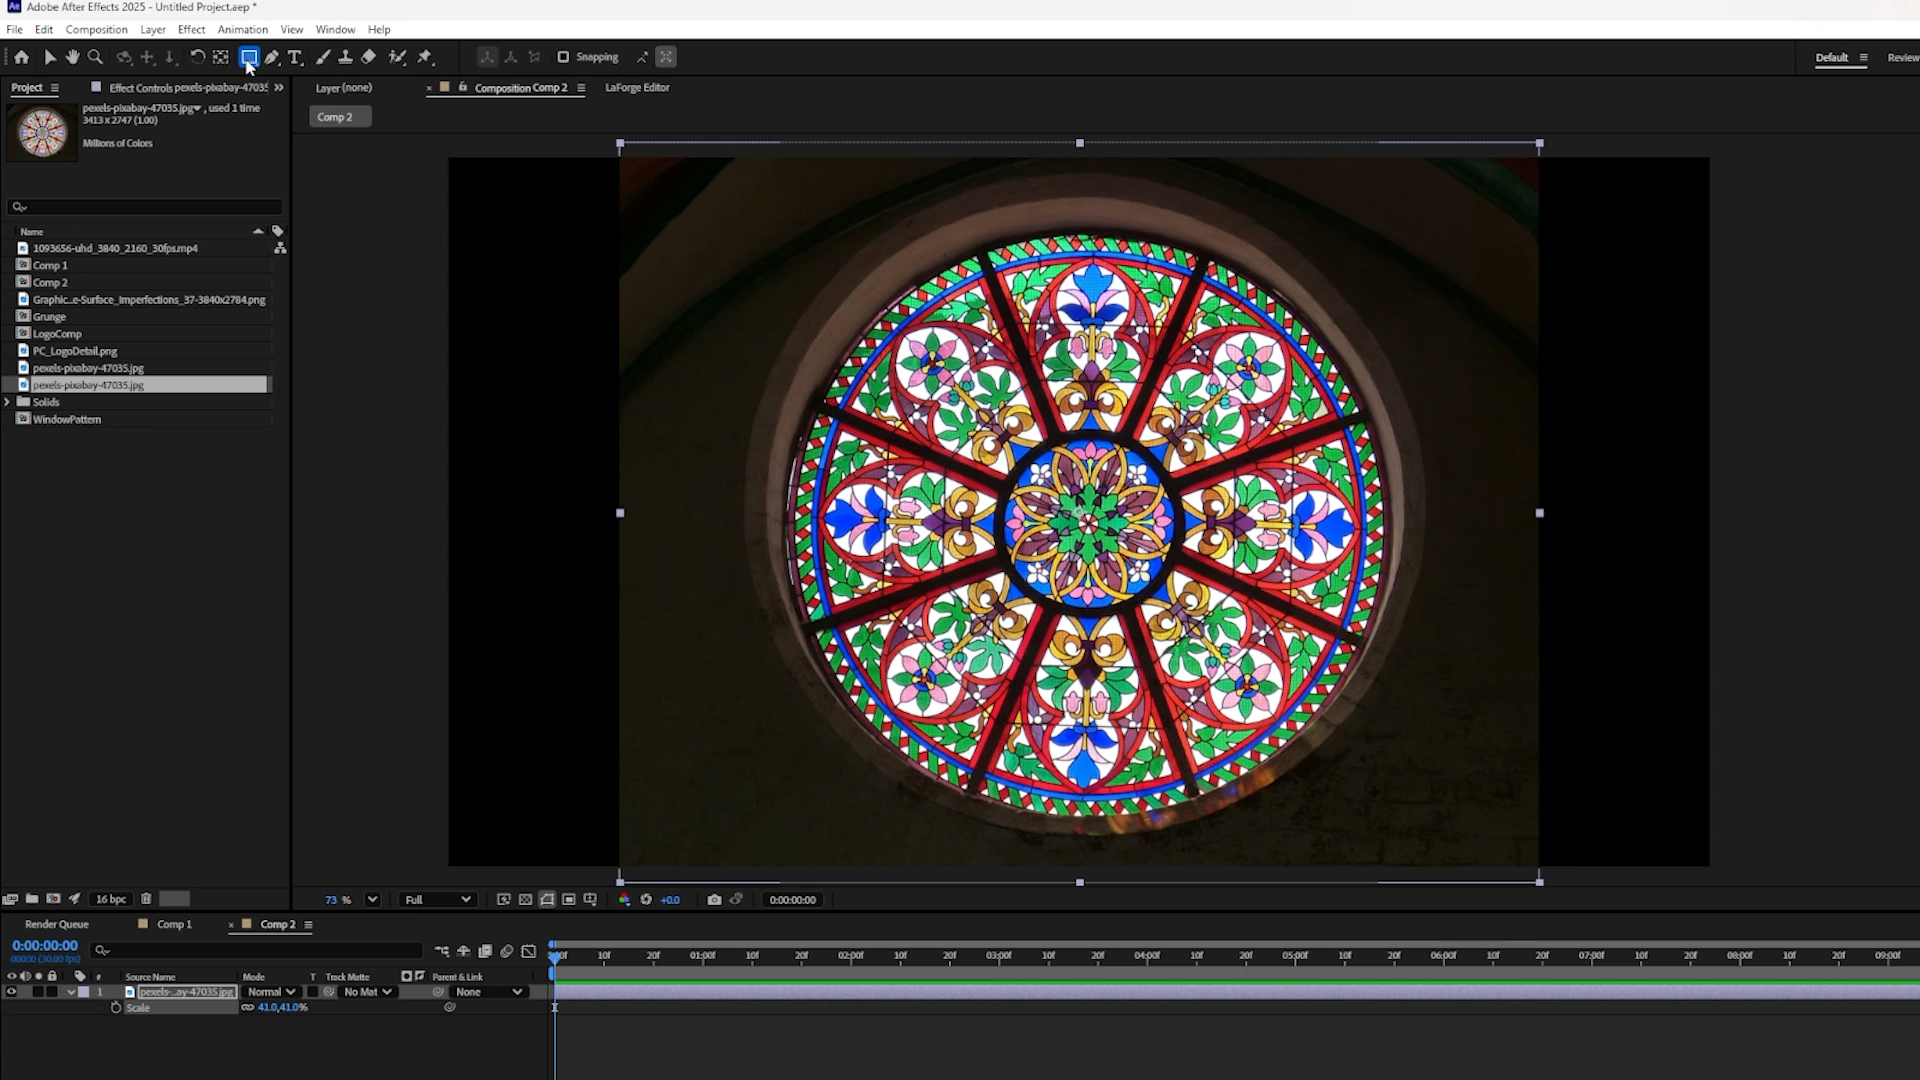 Ae Adobe After Effects 2025 - Untitled Project.aep *
File Edit Composition Layer Effect Animation View Window Help
Snapping
Default
Review
Project
Effect Controls pexels-pixabay-47035
Layer (none)
Composition Comp 2
LaForge Editor
pexels-pixabay-47035.jpg , used 1 time
3413 x 2747 (1.00)
Millions of Colors
Comp 2
Name
1093656-uhd_3840_2160_30fps.mp4
Comp 1
Comp 2
Graphic...e-Surface_Imperfections_37-3840x2784.png
Grunge
LogoComp
PC_LogoDetail.png
pexels-pixabay-47035.jpg
pexels-pixabay-47035.jpg
Solids
WindowPattern
16 bpc
73 %
Full
+0.0
0:00:00:00
Render Queue
Comp 1
Comp 2
0:00:00:00
00000 (30.00 fps)
10f 20f 01:00f 10f 20f 02:00f 10f 20f 03:00f 10f 20f 04:00f 10f 20f 05:00f 10f 20f 06:00f 10f 20f 07:00f 10f 20f 08:00f 10f 20f 09:00f
# Source Name Mode T Track Matte Parent & Link
1 pexels-...ay-47035.jpg Normal No Mat None
Scale 41.0,41.0%